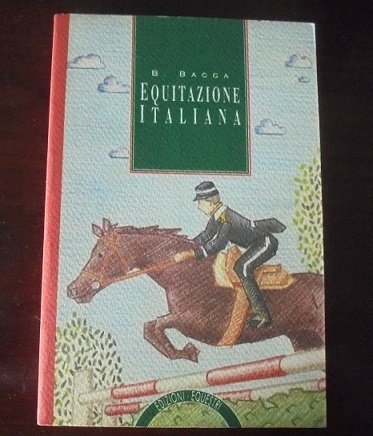 B. BACCA
EQUITAZIONE
ITALIANA
EDIZIONI EQUESTRI